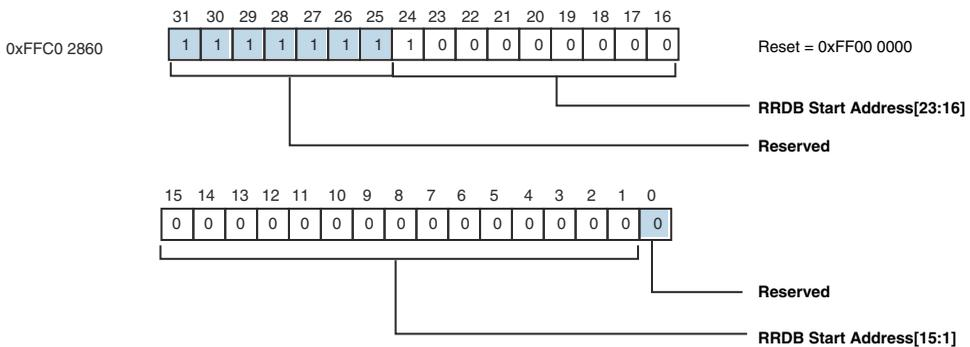 31 30 29 28 27 26 25 24 23 22 21 20 19 18 17 16
0xFFC0 2860
1 1 1 1 1 1 1 1 0 0 0 0 0 0 0 0
Reset = 0xFF00 0000
RRDB Start Address[23:16]
Reserved
15 14 13 12 11 10 9 8 7 6 5 4 3 2 1 0
0 0 0 0 0 0 0 0 0 0 0 0 0 0 0 0
Reserved
RRDB Start Address[15:1]